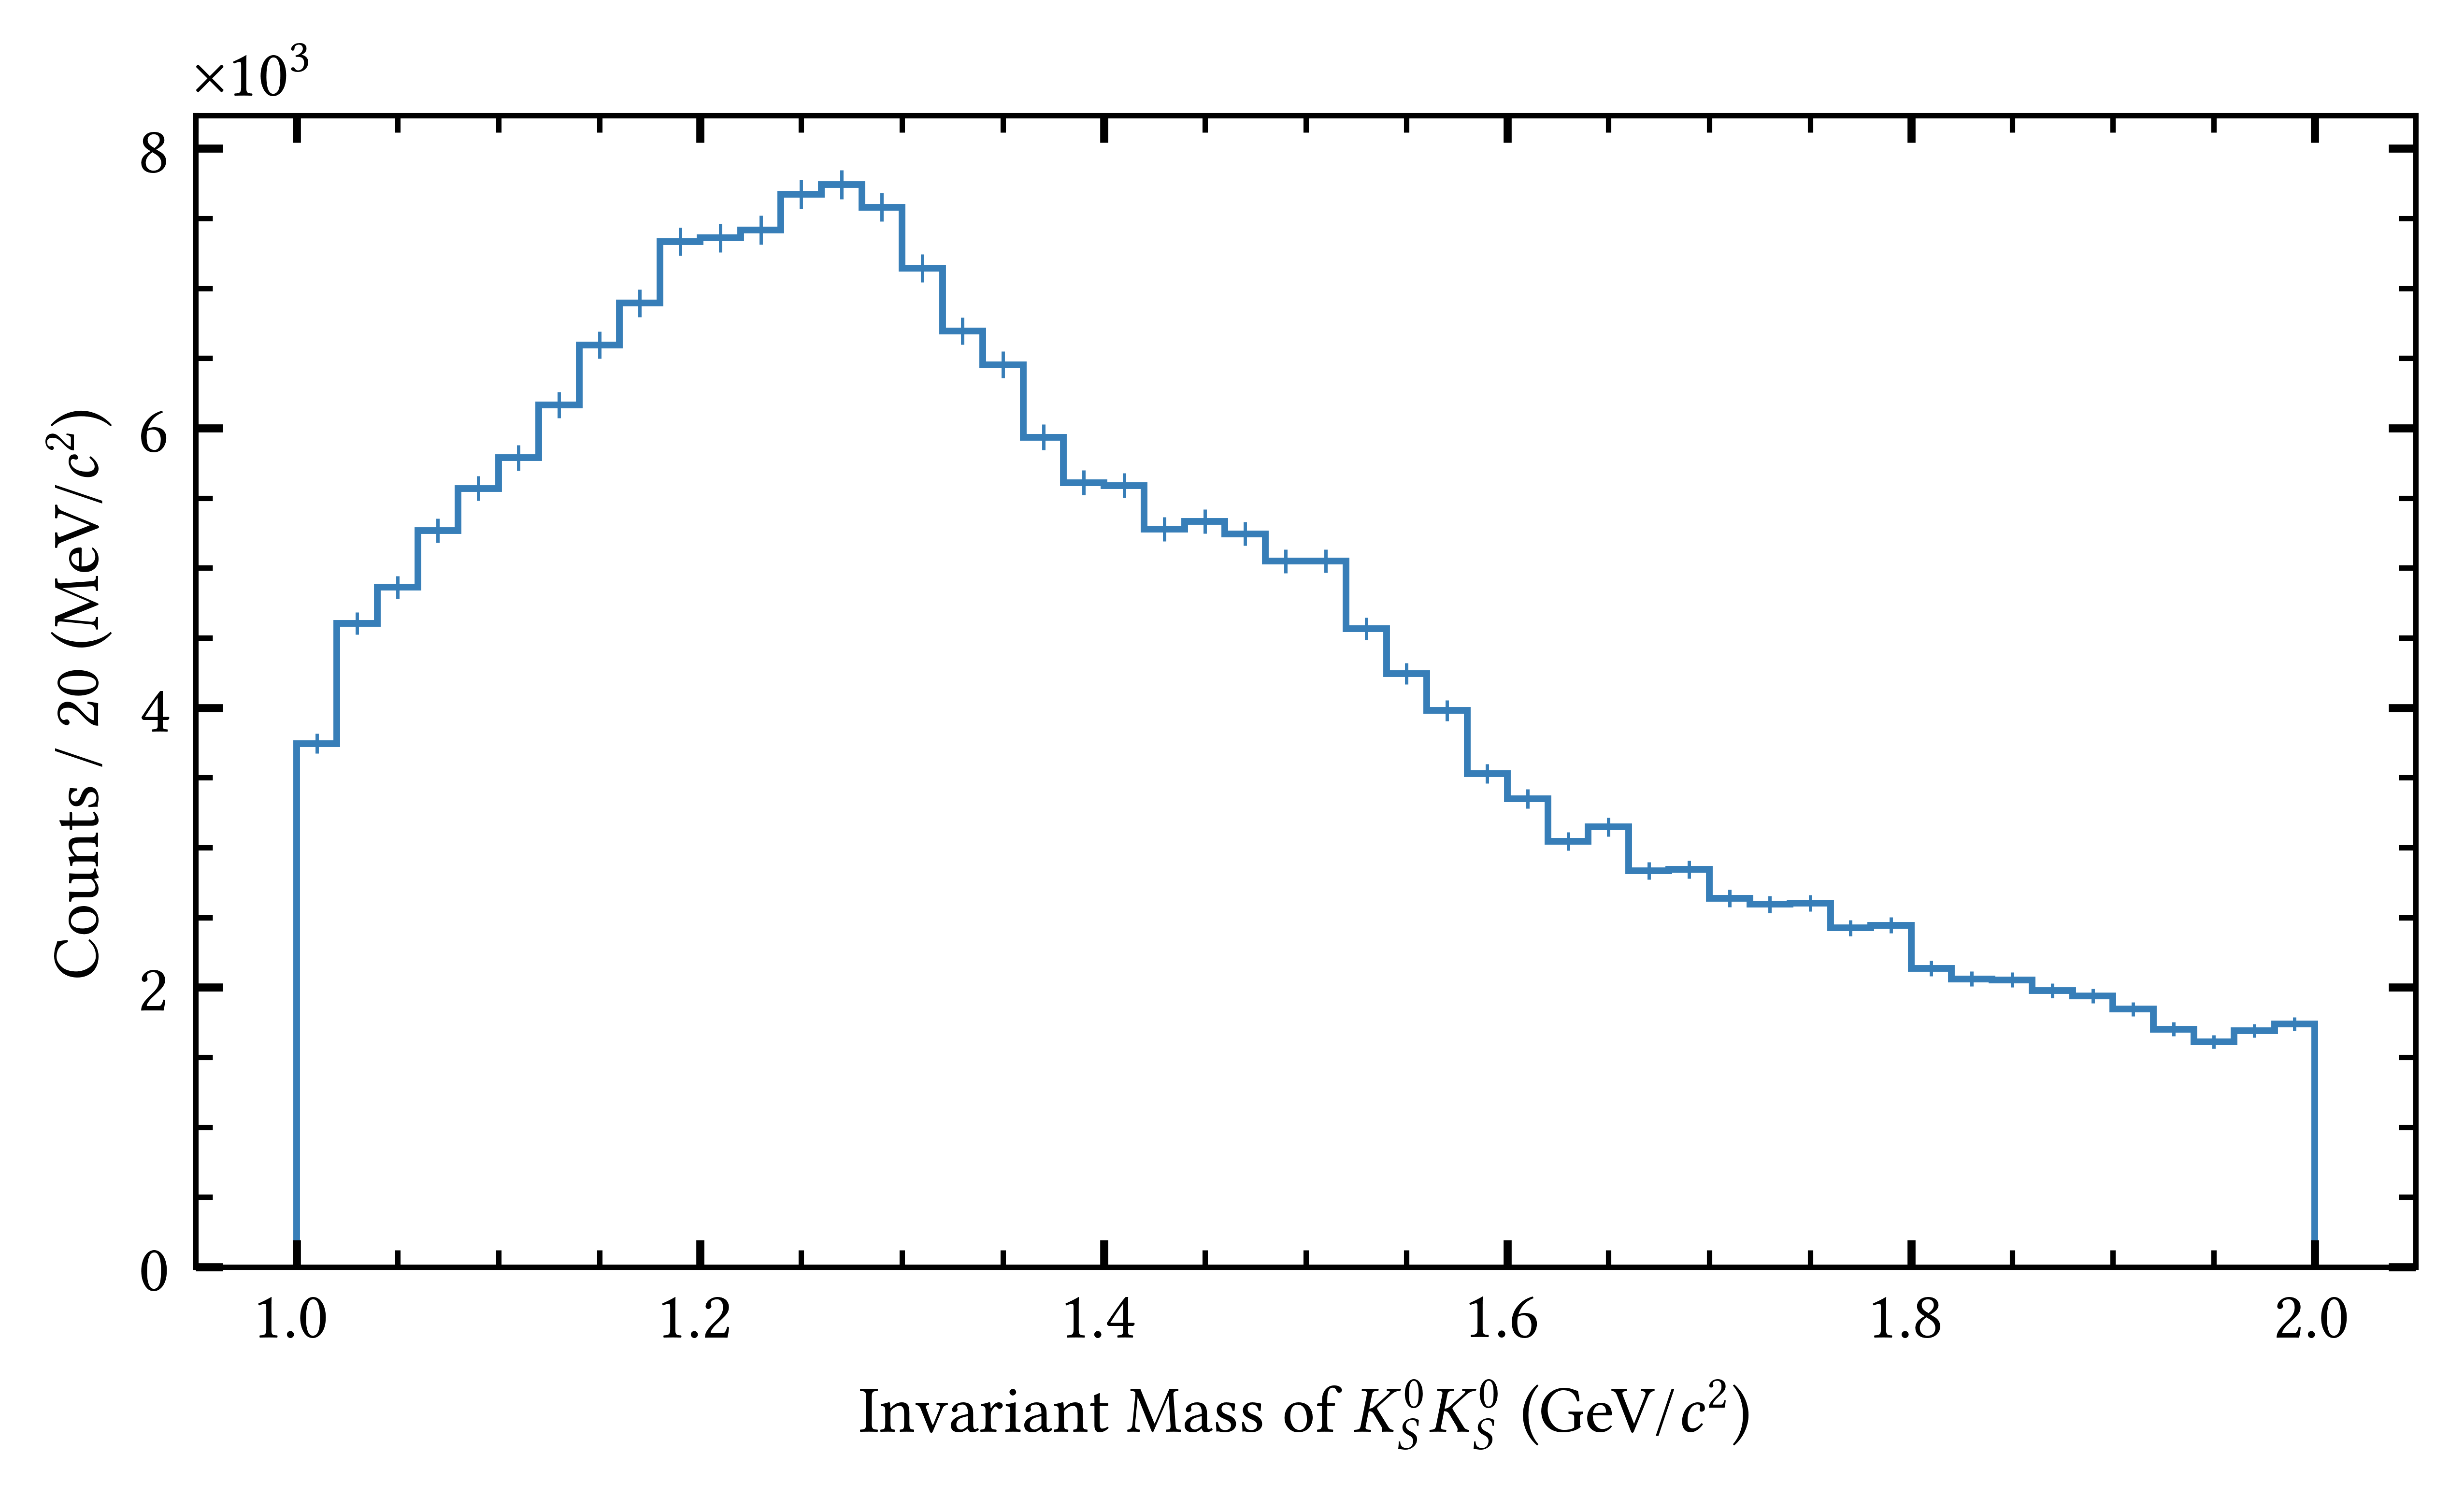 ×10³
8
6
4
2
0
Counts / 20 (MeV/c²)
1.0 1.2 1.4 1.6 1.8 2.0
Invariant Mass of K⁰_S K⁰_S (GeV/c²)